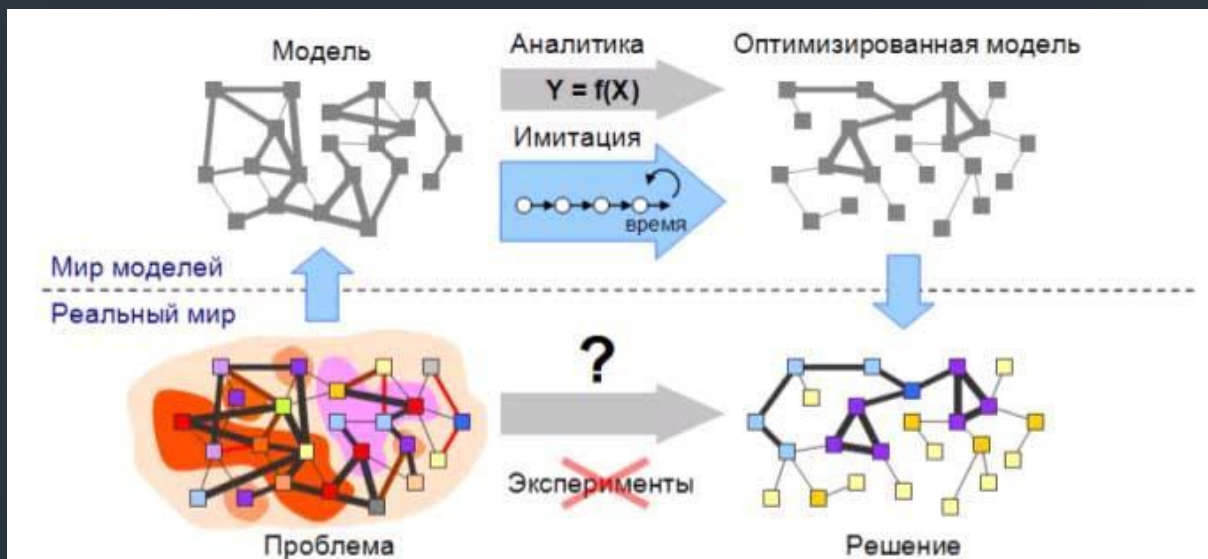 Модель
Аналитика
Оптимизированная модель
Y = f(X)
Имитация
время
Мир моделей
Реальный мир
?
Эксперименты
Проблема
Решение